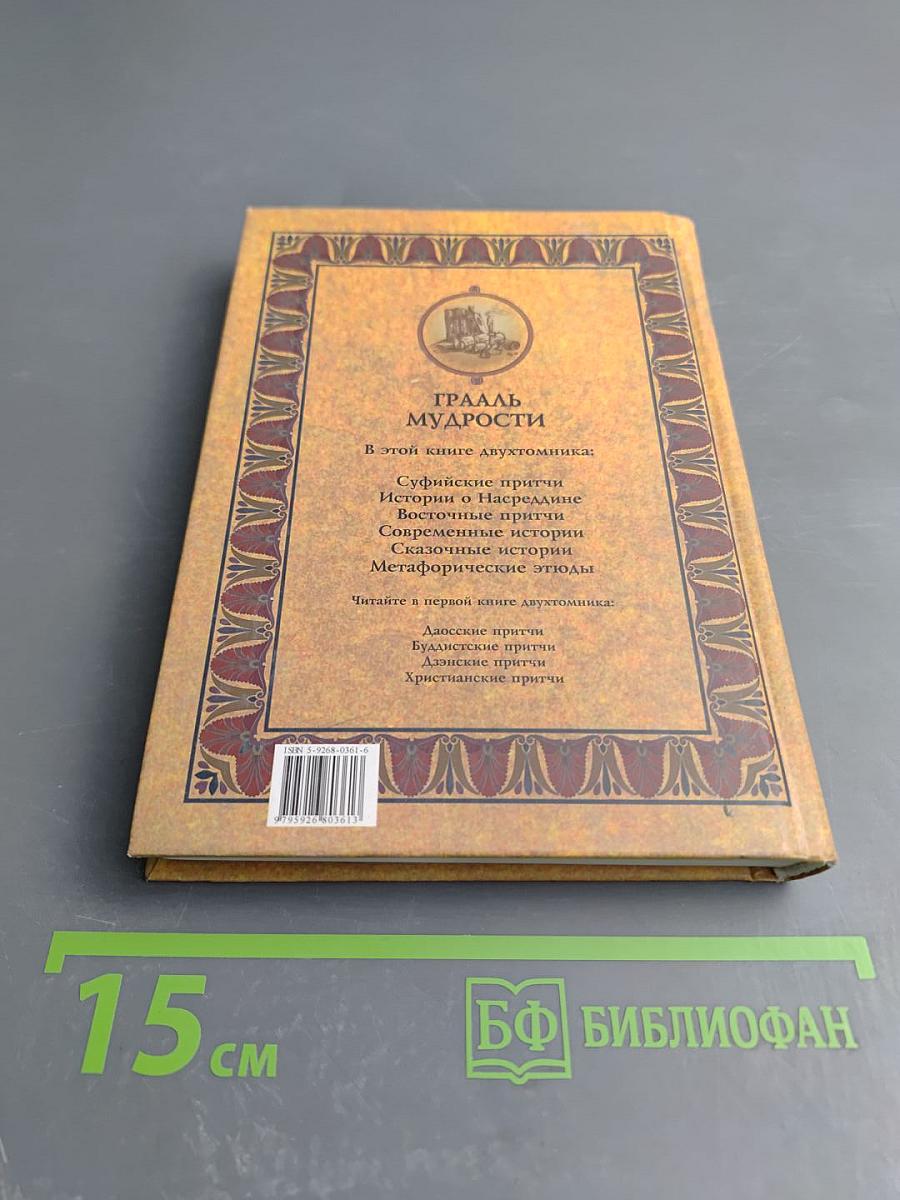 ГРААЛЬ
МУДРОСТИ
В этой книге двухтомника:
Суфийские притчи
Истории о Насреддине
Восточные притчи
Современные истории
Сказочные истории
Метафорические этюды
Читайте в первой книге двухтомника:
Даосские притчи
Буддистские притчи
Дзэнские притчи
Христианские притчи
ISBN 5-9268-0361-6
9795926803613
15 см
БФ БИБЛИОФАН